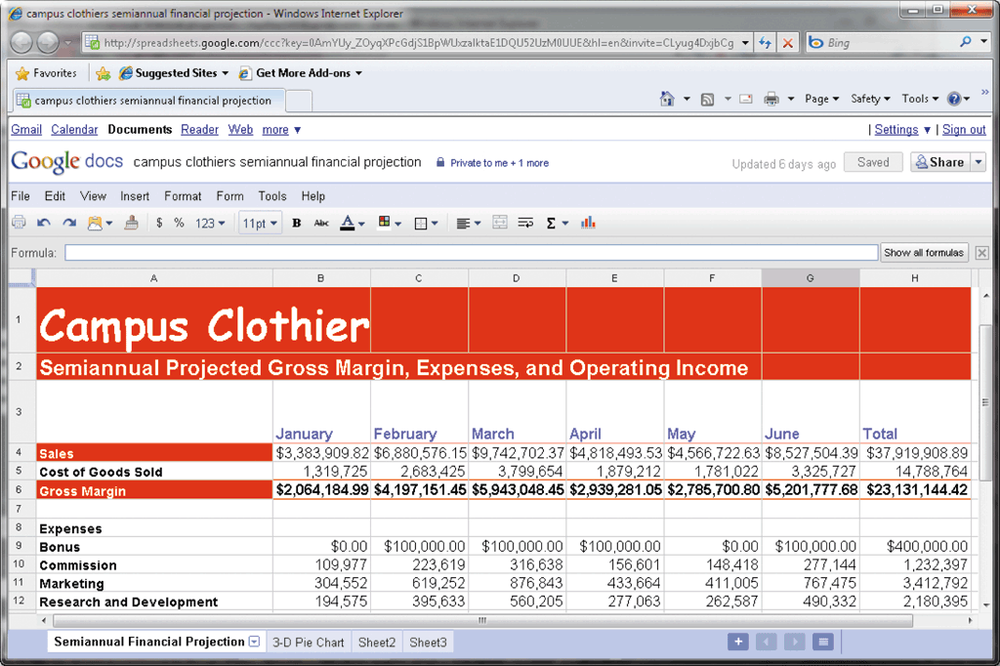 campus clothiers semiannual financial projection - Windows Internet Explorer
http://spreadsheets.google.com/ccc?key=0AmYUy_ZOyqXPcGdjS1BpWUxzalktaE1DQU52UzM0UUE&hl=en&invite=CLyug4DxjbCg
Bing
Favorites Suggested Sites Get More Add-ons
campus clothiers semiannual financial projection
Page Safety Tools
Gmail Calendar Documents Reader Web more | Settings | Sign out
Google docs campus clothiers semiannual financial projection Private to me + 1 more Updated 6 days ago Saved Share
File Edit View Insert Format Form Tools Help
$ % 123 11pt B Abc A Σ
Formula: Show all formulas
A B C D E F G H
1 Campus Clothier
2 Semiannual Projected Gross Margin, Expenses, and Operating Income
3 January February March April May June Total
4 Sales $3,383,909.82 $6,880,576.15 $9,742,702.37 $4,818,493.53 $4,566,722.63 $8,527,504.39 $37,919,908.89
5 Cost of Goods Sold 1,319,725 2,683,425 3,799,654 1,879,212 1,781,022 3,325,727 14,788,764
6 Gross Margin $2,064,184.99 $4,197,151.45 $5,943,048.45 $2,939,281.05 $2,785,700.80 $5,201,777.68 $23,131,144.42
7
8 Expenses
9 Bonus $0.00 $100,000.00 $100,000.00 $100,000.00 $0.00 $100,000.00 $400,000.00
10 Commission 109,977 223,619 316,638 156,601 148,418 277,144 1,232,397
11 Marketing 304,552 619,252 876,843 433,664 411,005 767,475 3,412,792
12 Research and Development 194,575 395,633 560,205 277,063 262,587 490,332 2,180,395
Semiannual Financial Projection 3-D Pie Chart Sheet2 Sheet3